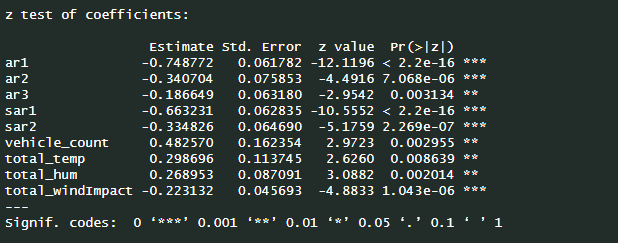 z test of coefficients:
Estimate Std. Error z value Pr(>|z|)
ar1 -0.748772 0.061782 -12.1196 < 2.2e-16 ***
ar2 -0.340704 0.075853 -4.4916 7.068e-06 ***
ar3 -0.186649 0.063180 -2.9542 0.003134 **
sar1 -0.663231 0.062835 -10.5552 < 2.2e-16 ***
sar2 -0.334826 0.064690 -5.1759 2.269e-07 ***
vehicle_count 0.482570 0.162354 2.9723 0.002955 **
total_temp 0.298696 0.113745 2.6260 0.008639 **
total_hum 0.268953 0.087091 3.0882 0.002014 **
total_windImpact -0.223132 0.045693 -4.8833 1.043e-06 ***
---
Signif. codes: 0 ‘***’ 0.001 ‘**’ 0.01 ‘*’ 0.05 ‘.’ 0.1 ‘ ’ 1